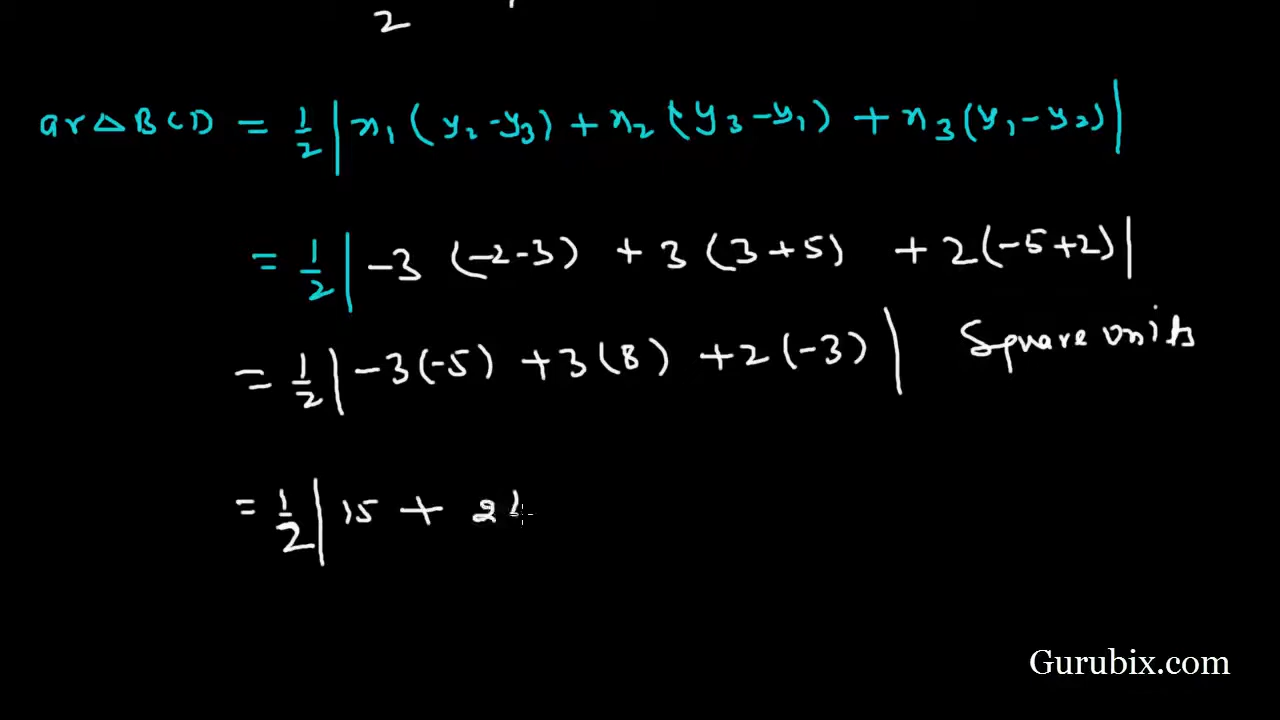 2
ar△BCD = 1/2 | x₁ (y₂ - y₃) + x₂ (y₃ - y₁) + x₃ (y₁ - y₂) |
= 1/2 | -3 (-2-3) + 3 (3+5) + 2 (-5+2) |
= 1/2 | -3(-5) + 3(8) + 2(-3) | Square units
= 1/2 | 15 + 2
Gurubix.com